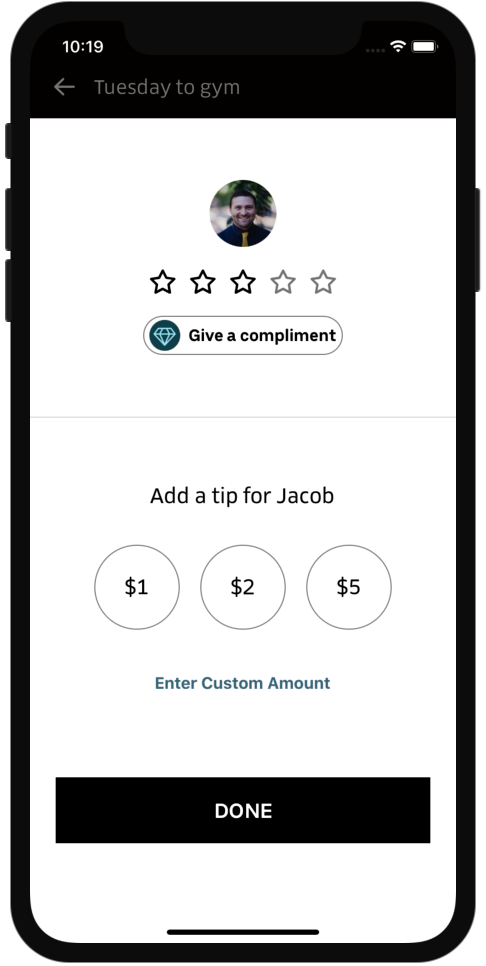 10:19
Tuesday to gym
Give a compliment
Add a tip for Jacob
$1 $2 $5
Enter Custom Amount
DONE